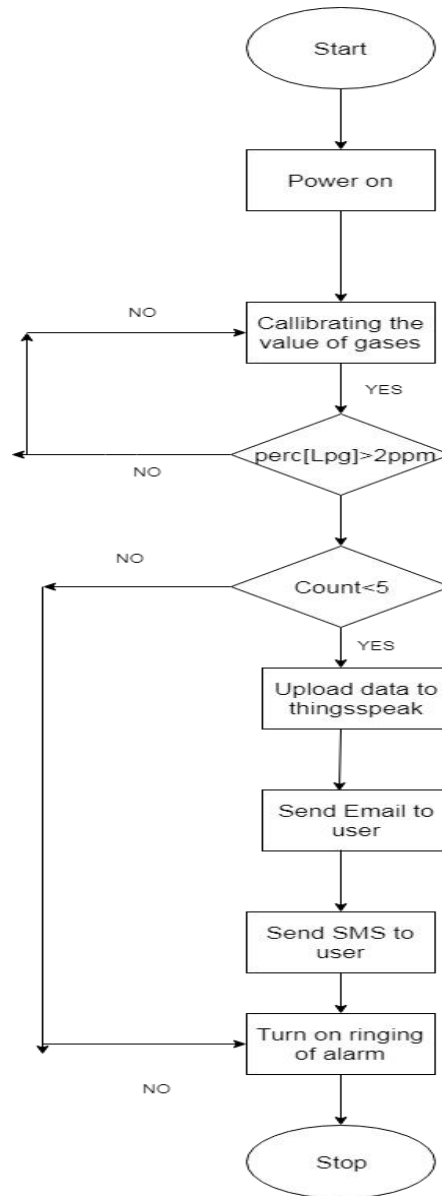 Start
Power on
NO
Callibrating the
value of gases
YES
perc[Lpg]>2ppm
NO
NO
Count<5
YES
Upload data to
thingsspeak
Send Email to
user
Send SMS to
user
Turn on ringing
of alarm
NO
Stop